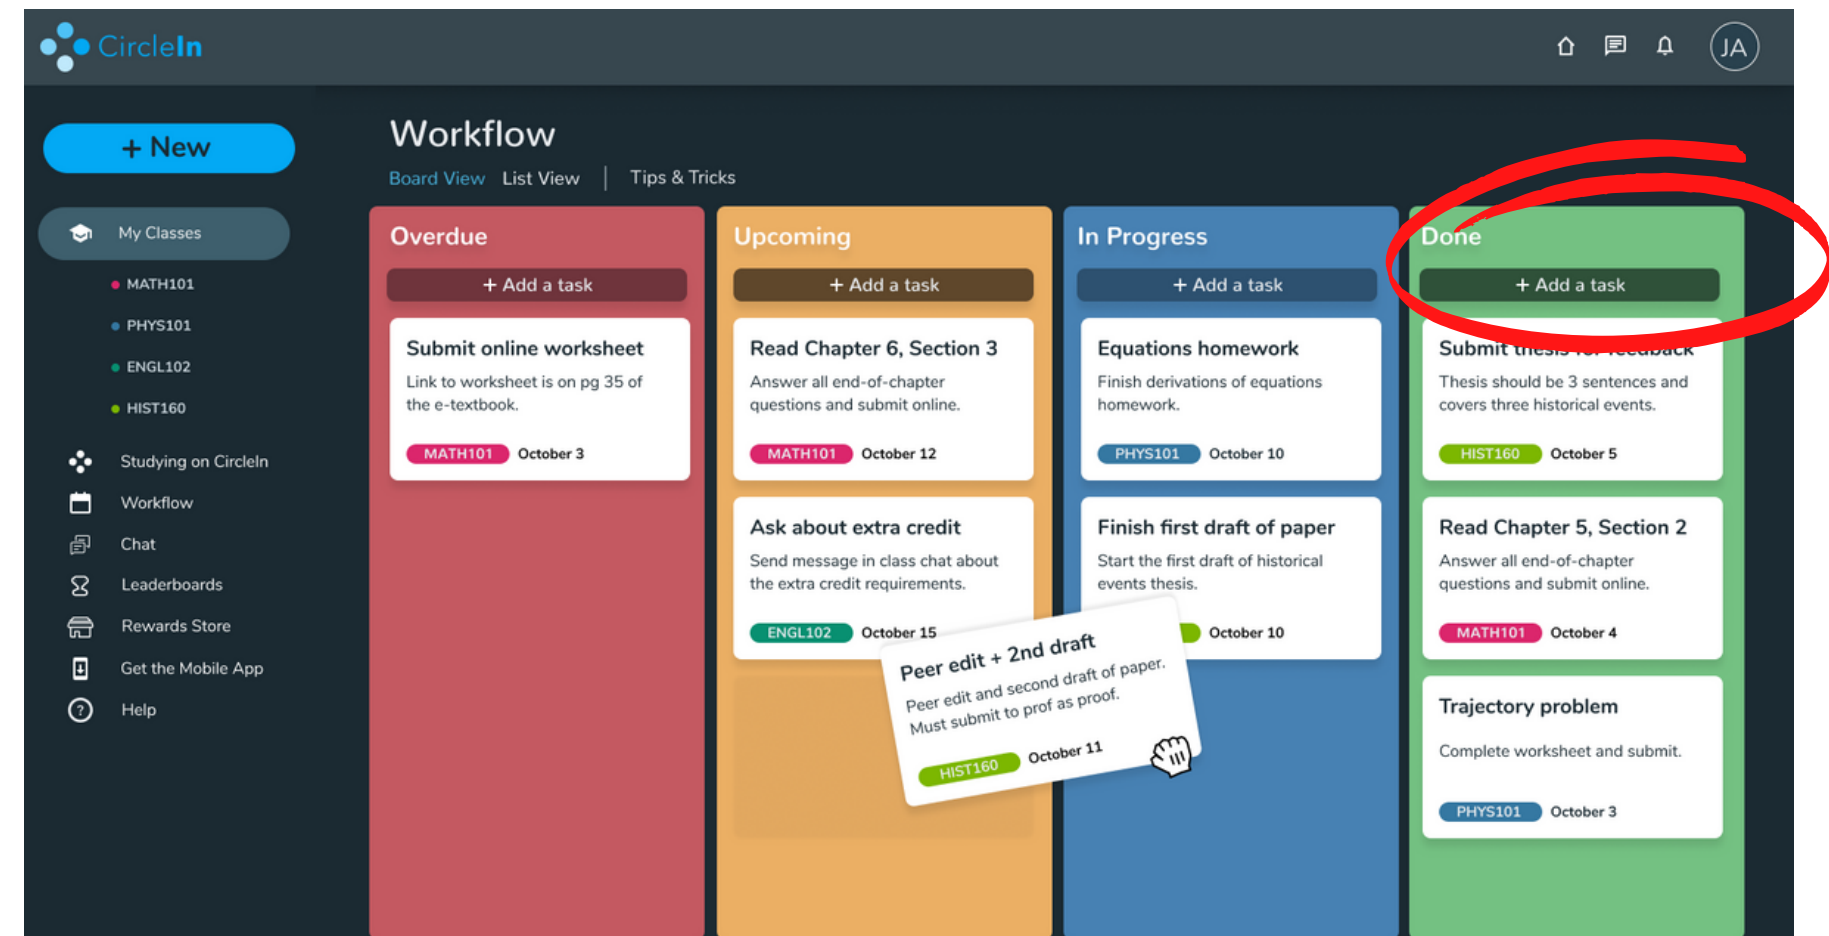 CircleIn
JA
+ New
My Classes
MATH101
PHYS101
ENGL102
HIST160
Studying on CircleIn
Workflow
Chat
Leaderboards
Rewards Store
Get the Mobile App
Help
Workflow
Board View List View | Tips & Tricks
Overdue
+ Add a task
Submit online worksheet
Link to worksheet is on pg 35 of
the e-textbook.
MATH101 October 3
Upcoming
+ Add a task
Read Chapter 6, Section 3
Answer all end-of-chapter
questions and submit online.
MATH101 October 12
Ask about extra credit
Send message in class chat about
the extra credit requirements.
ENGL102 October 15
Peer edit + 2nd draft
Peer edit and second draft of paper.
Must submit to prof as proof.
HIST160 October 11
In Progress
+ Add a task
Equations homework
Finish derivations of equations
homework.
PHYS101 October 10
Finish first draft of paper
Start the first draft of historical
events thesis.
October 10
Done
+ Add a task
Submit thesis for feedback
Thesis should be 3 sentences and
covers three historical events.
HIST160 October 5
Read Chapter 5, Section 2
Answer all end-of-chapter
questions and submit online.
MATH101 October 4
Trajectory problem
Complete worksheet and submit.
PHYS101 October 3